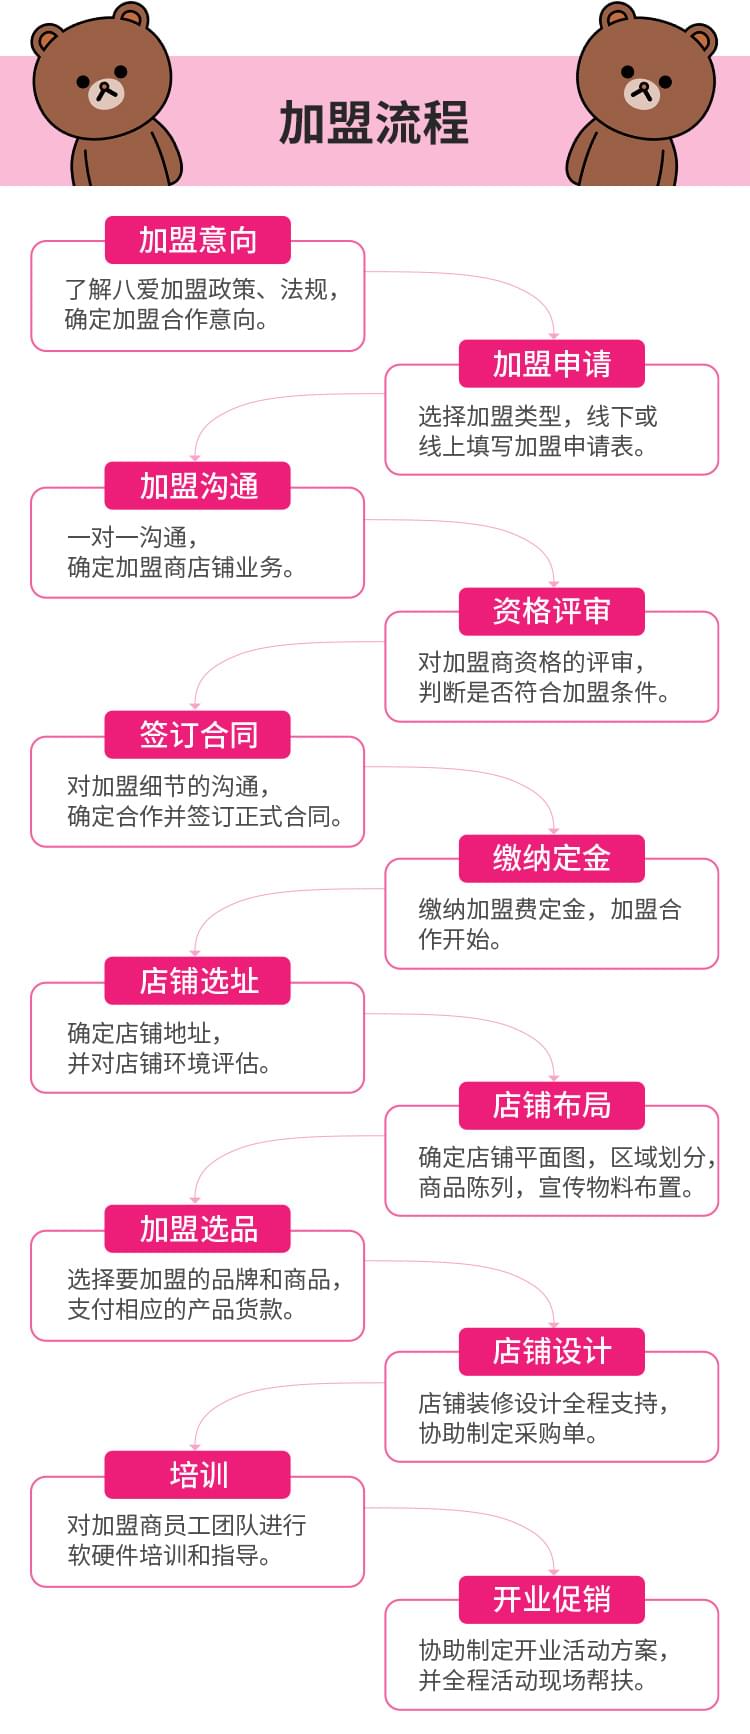 加盟流程
加盟意向
了解八爱加盟政策、法规，
确定加盟合作意向。
加盟申请
选择加盟类型，线下或
线上填写加盟申请表。
加盟沟通
一对一沟通，
确定加盟商店铺业务。
资格评审
对加盟商资格的评审，
判断是否符合加盟条件。
签订合同
对加盟细节的沟通，
确定合作并签订正式合同。
缴纳定金
缴纳加盟费定金，加盟合
作开始。
店铺选址
确定店铺地址，
并对店铺环境评估。
店铺布局
确定店铺平面图，区域划分，
商品陈列，宣传物料布置。
加盟选品
选择要加盟的品牌和商品，
支付相应的产品货款。
店铺设计
店铺装修设计全程支持，
协助制定采购单。
培训
对加盟商员工团队进行
软硬件培训和指导。
开业促销
协助制定开业活动方案，
并全程活动现场帮扶。